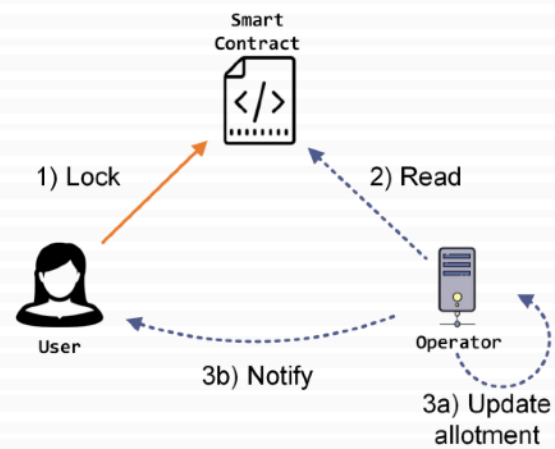 Smart
Contract
</>
1) Lock
2) Read
User
Operator
3b) Notify
3a) Update
allotment